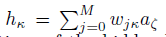 h_κ = ∑_{j=0}^{M} w_{jκ} a_ζ